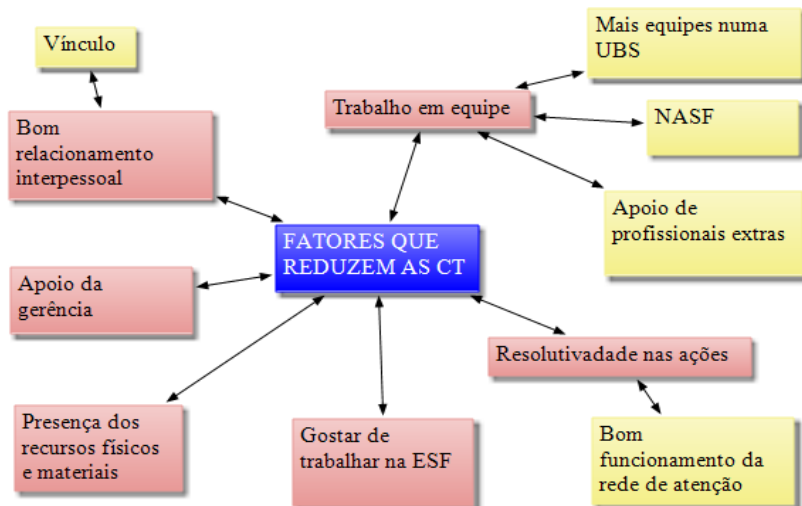 Vínculo
Mais equipes numa
UBS
Trabalho em equipe
NASF
Bom
relacionamento
interpessoal
Apoio de
profissionais extras
FATORES QUE
REDUZEM AS CT
Apoio da
gerência
Resolutivadade nas ações
Presença dos
recursos físicos
e materiais
Gostar de
trabalhar na ESF
Bom
funcionamento da
rede de atenção